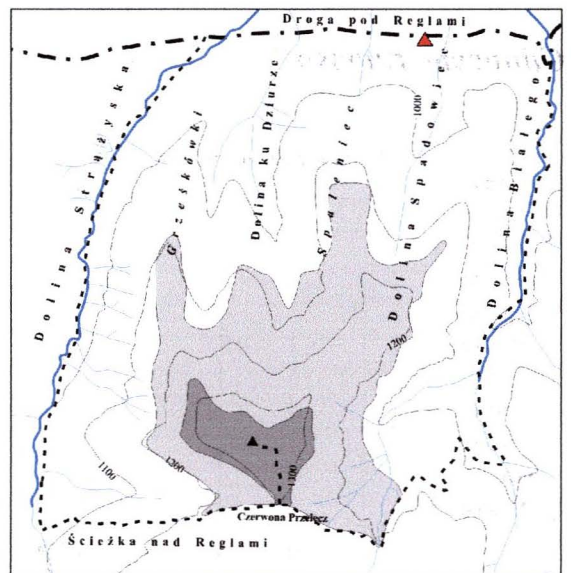 Droga pod Reglami
Dolina Strążyska
Grześkówki
Dolina ku Dziurze
Spaleniec
1000
Dolina Spadowiec
Dolina Białego
1200
1100
1200
1300
Czerwona Przełęcz
Ścieżka nad Reglami